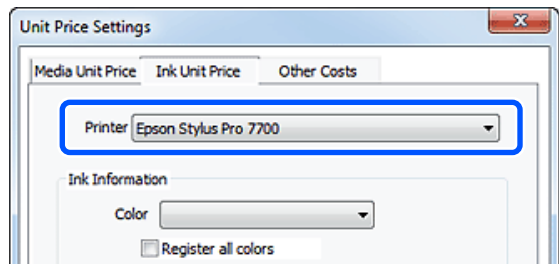 Unit Price Settings
Media Unit Price Ink Unit Price Other Costs
Printer Epson Stylus Pro 7700
Ink Information
Color
Register all colors